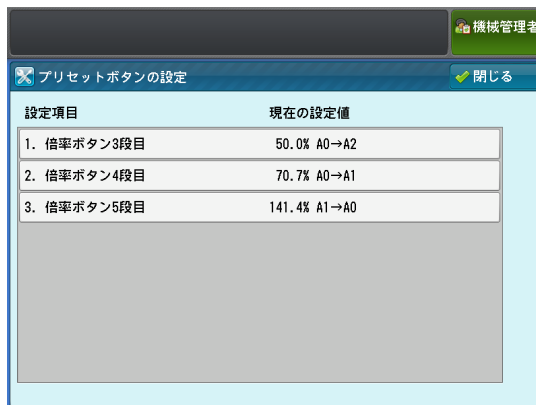 機械管理者
プリセットボタンの設定
閉じる
設定項目 現在の設定値
1. 倍率ボタン3段目 50.0% A0→A2
2. 倍率ボタン4段目 70.7% A0→A1
3. 倍率ボタン5段目 141.4% A1→A0